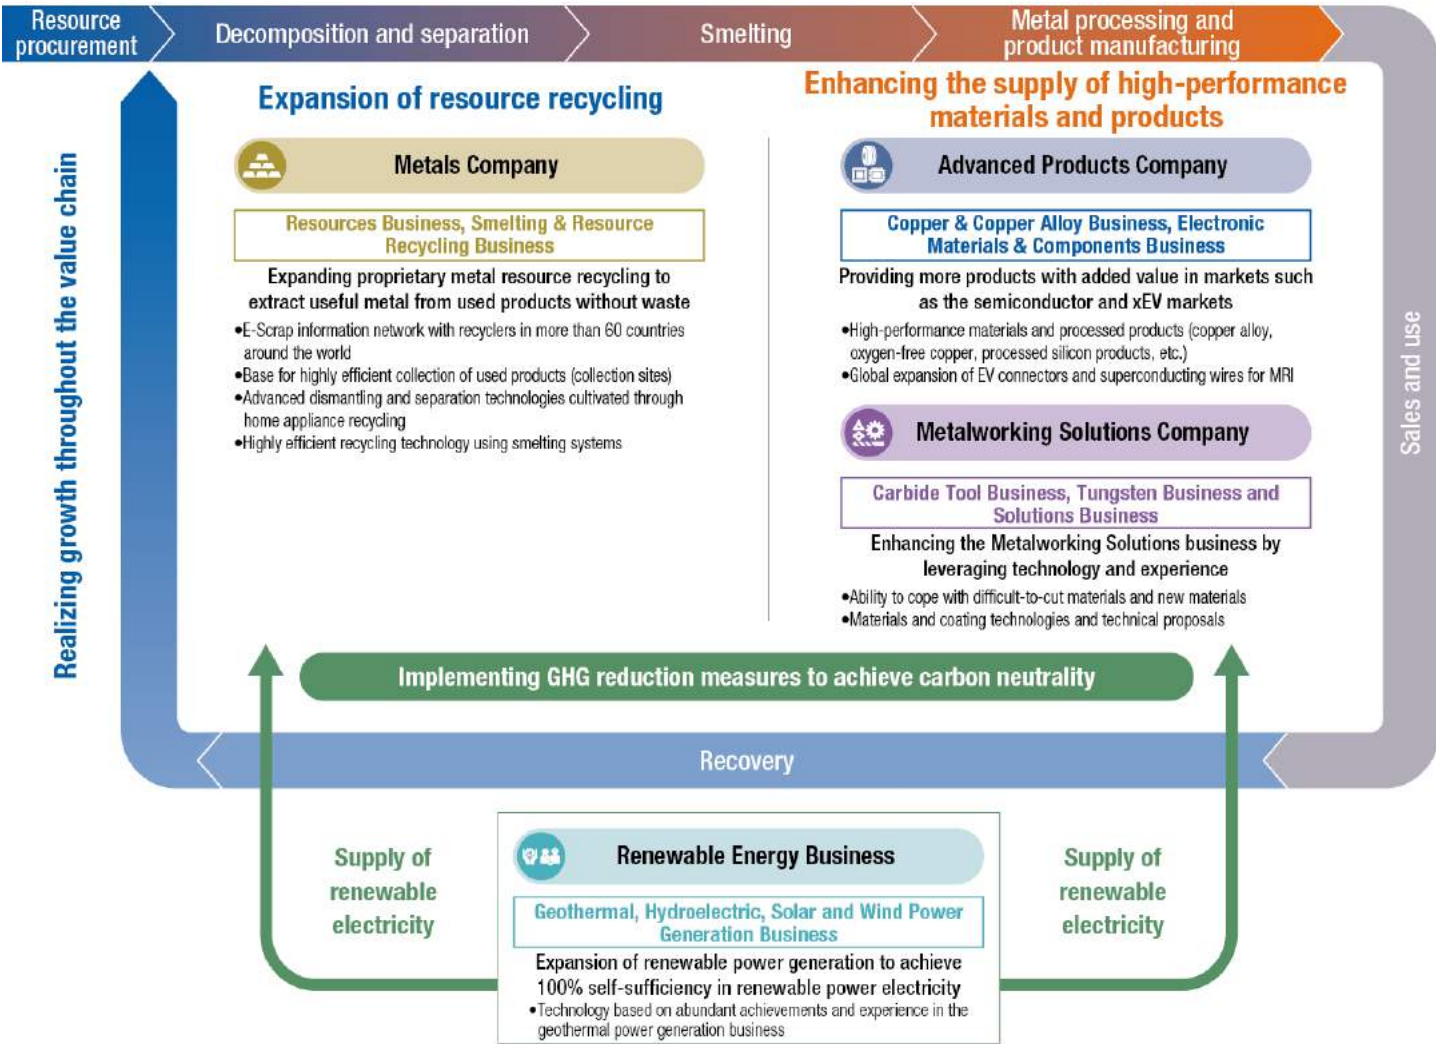 Resource
procurement
Decomposition and separation
Smelting
Metal processing and
product manufacturing
Sales and use
Recovery
Realizing growth throughout the value chain
Expansion of resource recycling
Metals Company
Resources Business, Smelting & Resource
Recycling Business
Expanding proprietary metal resource recycling to
extract useful metal from used products without waste
•E-Scrap information network with recyclers in more than 60 countries
around the world
•Base for highly efficient collection of used products (collection sites)
•Advanced dismantling and separation technologies cultivated through
home appliance recycling
•Highly efficient recycling technology using smelting systems
Enhancing the supply of high-performance
materials and products
Advanced Products Company
Copper & Copper Alloy Business, Electronic
Materials & Components Business
Providing more products with added value in markets such
as the semiconductor and xEV markets
•High-performance materials and processed products (copper alloy,
oxygen-free copper, processed silicon products, etc.)
•Global expansion of EV connectors and superconducting wires for MRI
Metalworking Solutions Company
Carbide Tool Business, Tungsten Business and
Solutions Business
Enhancing the Metalworking Solutions business by
leveraging technology and experience
•Ability to cope with difficult-to-cut materials and new materials
•Materials and coating technologies and technical proposals
Implementing GHG reduction measures to achieve carbon neutrality
Supply of
renewable
electricity
Renewable Energy Business
Geothermal, Hydroelectric, Solar and Wind Power
Generation Business
Expansion of renewable power generation to achieve
100% self-sufficiency in renewable power electricity
•Technology based on abundant achievements and experience in the
geothermal power generation business
Supply of
renewable
electricity